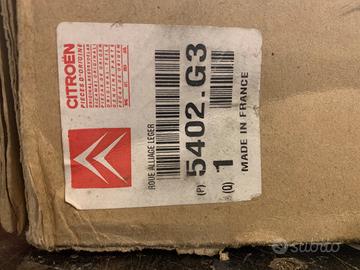 CITROËN
PIECES D'ORIGINE
ROUE ALLIAGE LEGER
(P) 5402.G3
(Q) 1
MADE IN FRANCE
subito